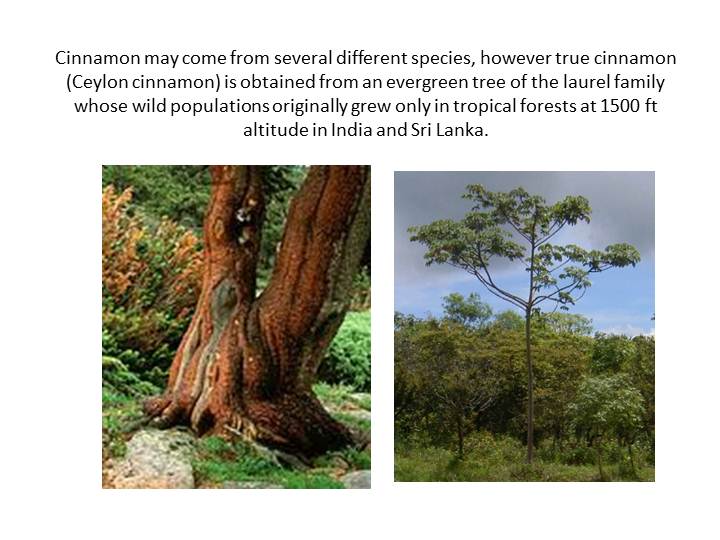 Cinnamon may come from several different species, however true cinnamon
(Ceylon cinnamon) is obtained from an evergreen tree of the laurel family
whose wild populations originally grew only in tropical forests at 1500 ft
altitude in India and Sri Lanka.